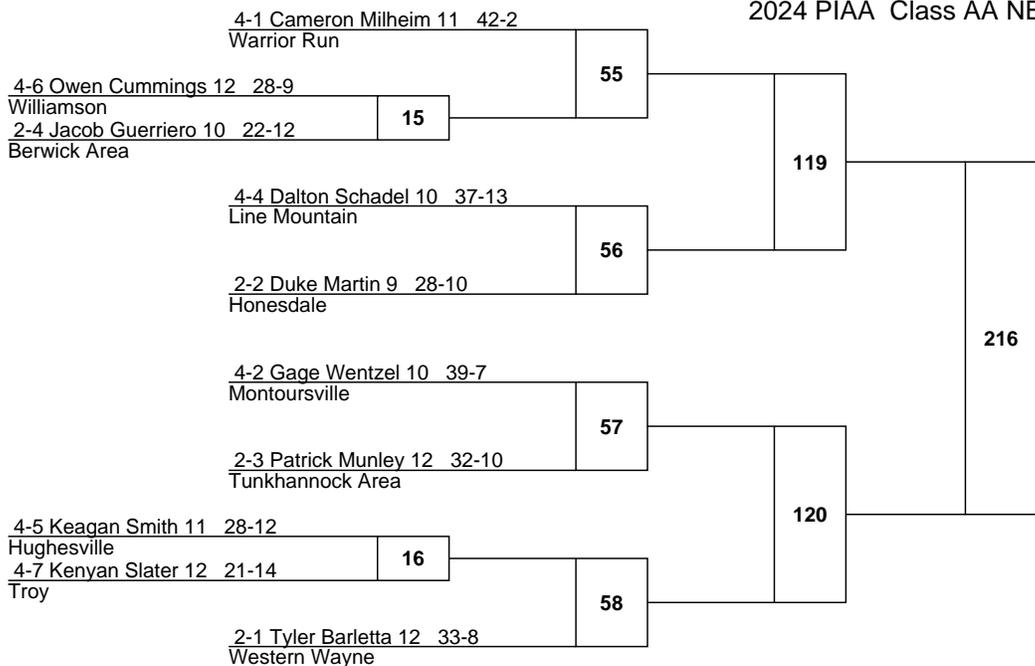 2024 PIAA  Class AA NE
4-1 Cameron Milheim 11   42-2
Warrior Run
55
4-6 Owen Cummings 12   28-9
Williamson
15
2-4 Jacob Guerriero 10   22-12
Berwick Area
119
4-4 Dalton Schadel 10   37-13
Line Mountain
56
2-2 Duke Martin 9   28-10
Honesdale
216
4-2 Gage Wentzel 10   39-7
Montoursville
57
2-3 Patrick Munley 12   32-10
Tunkhannock Area
120
4-5 Keagan Smith 11   28-12
Hughesville
16
4-7 Kenyan Slater 12   21-14
Troy
58
2-1 Tyler Barletta 12   33-8
Western Wayne